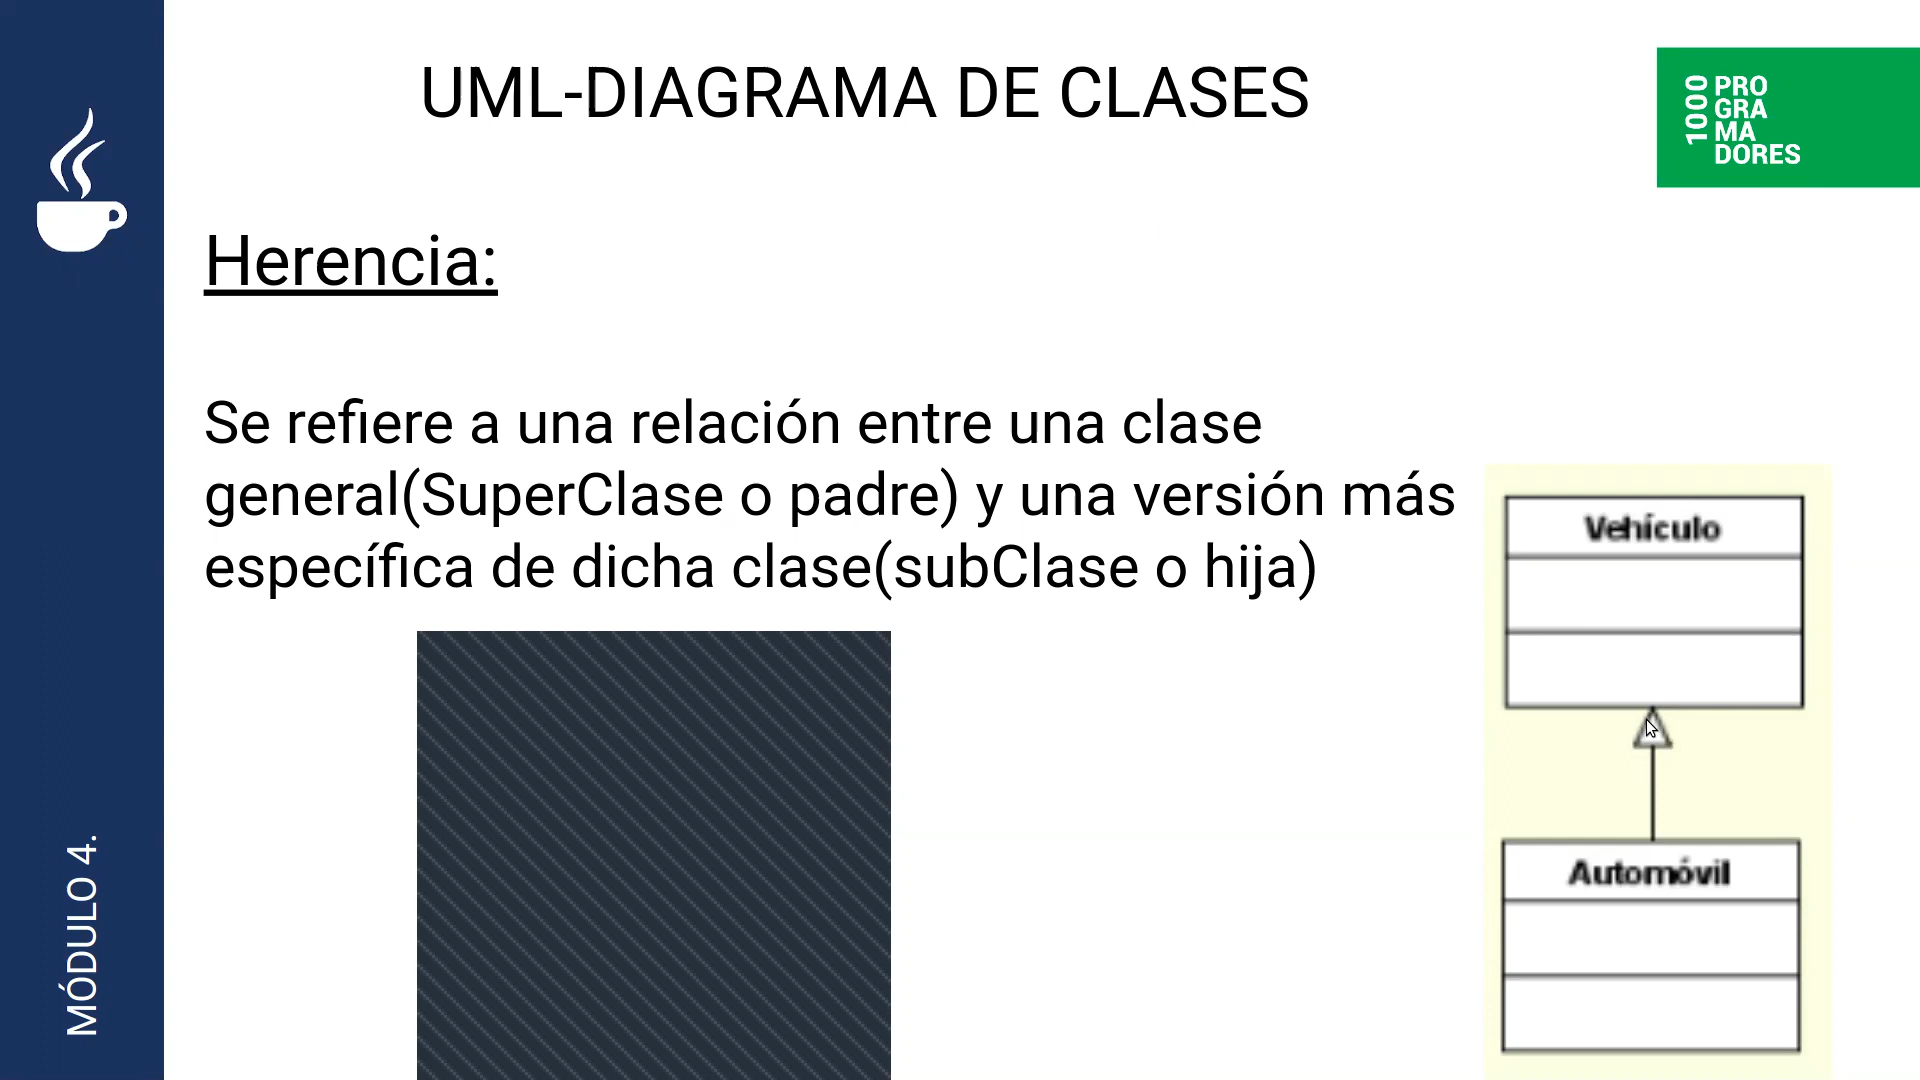 UML-DIAGRAMA DE CLASES
1000
PRO
GRA
MA
DORES
Herencia:
Se refiere a una relación entre una clase
general(SuperClase o padre) y una versión más
específica de dicha clase(subClase o hija)
Vehículo
Automóvil
MÓDULO 4.